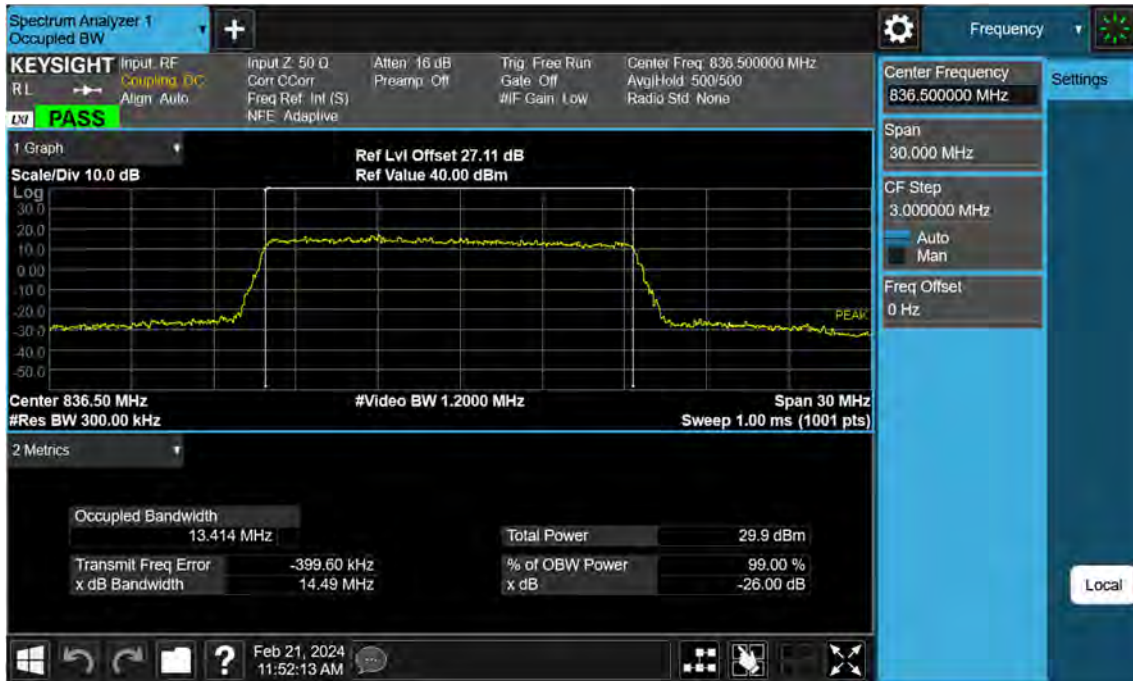 Spectrum Analyzer 1
Occupied BW
+
Frequency
KEYSIGHT
RL
LXI
PASS
Input: RF
Coupling: DC
Align: Auto
Input Z: 50 Ω
Corr CCorr
Freq Ref: Int (S)
NFE: Adaptive
Atten: 16 dB
Preamp: Off
Trig: Free Run
Gate: Off
#IF Gain: Low
Center Freq: 836.500000 MHz
Avg|Hold: 500/500
Radio Std: None
1 Graph
Scale/Div 10.0 dB
Ref Lvl Offset 27.11 dB
Ref Value 40.00 dBm
Log
30.0
20.0
10.0
0.00
-10.0
-20.0
-30.0
-40.0
-50.0
PEAK
Center 836.50 MHz
#Video BW 1.2000 MHz
Span 30 MHz
#Res BW 300.00 kHz
Sweep 1.00 ms (1001 pts)
2 Metrics
Occupied Bandwidth
13.414 MHz
Transmit Freq Error -399.60 kHz
x dB Bandwidth 14.49 MHz
Total Power 29.9 dBm
% of OBW Power 99.00 %
x dB -26.00 dB
?
Feb 21, 2024
11:52:13 AM
Center Frequency
836.500000 MHz
Span
30.000 MHz
CF Step
3.000000 MHz
Auto
Man
Freq Offset
0 Hz
Settings
Local